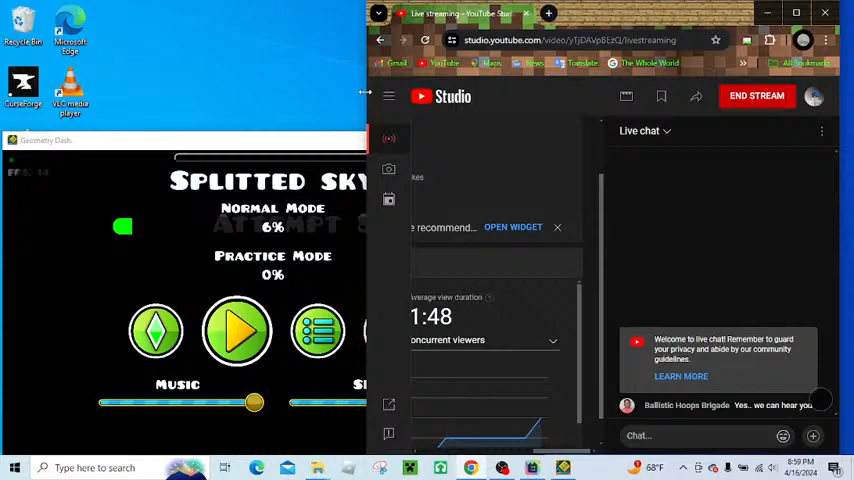 Recycle Bin
Microsoft
Edge
CurseForge
VLC media
player
Geometry Dash
SPLITTED SKY
NORMAL MODE
ATTEMPT 5
6%
PRACTICE MODE
0%
MUSIC
Live streaming - YouTube Stud
studio.youtube.com/video/yTjDAVpBEzQ/livestreaming
Gmail
YouTube
Maps
News
Translate
The Whole World
All Bookmarks
Studio
END STREAM
Live chat
kes
e recommend...
OPEN WIDGET
Average view duration
1:48
oncurrent viewers
Welcome to live chat! Remember to guard
your privacy and abide by our community
guidelines.
LEARN MORE
Ballistic Hoops Brigade Yes.. we can hear you
Chat...
Type here to search
68°F
8:59 PM
4/16/2024